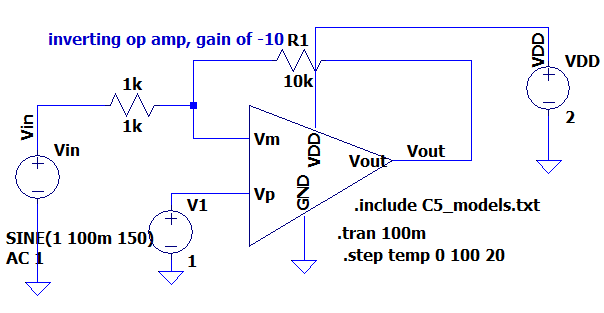 inverting op amp, gain of -10
R1
10k
VDD
VDD
2
1k
1k
Vin
Vin
SINE(1 100m 150)
AC 1
Vm
VDD
Vout
Vout
Vp
GND
V1
1
.include C5_models.txt
.tran 100m
.step temp 0 100 20